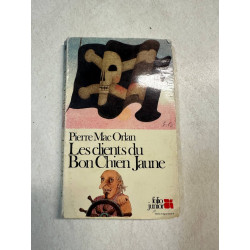 Pierre Mac Orlan
Les clients du
Bon Chien Jaune
folio
junior